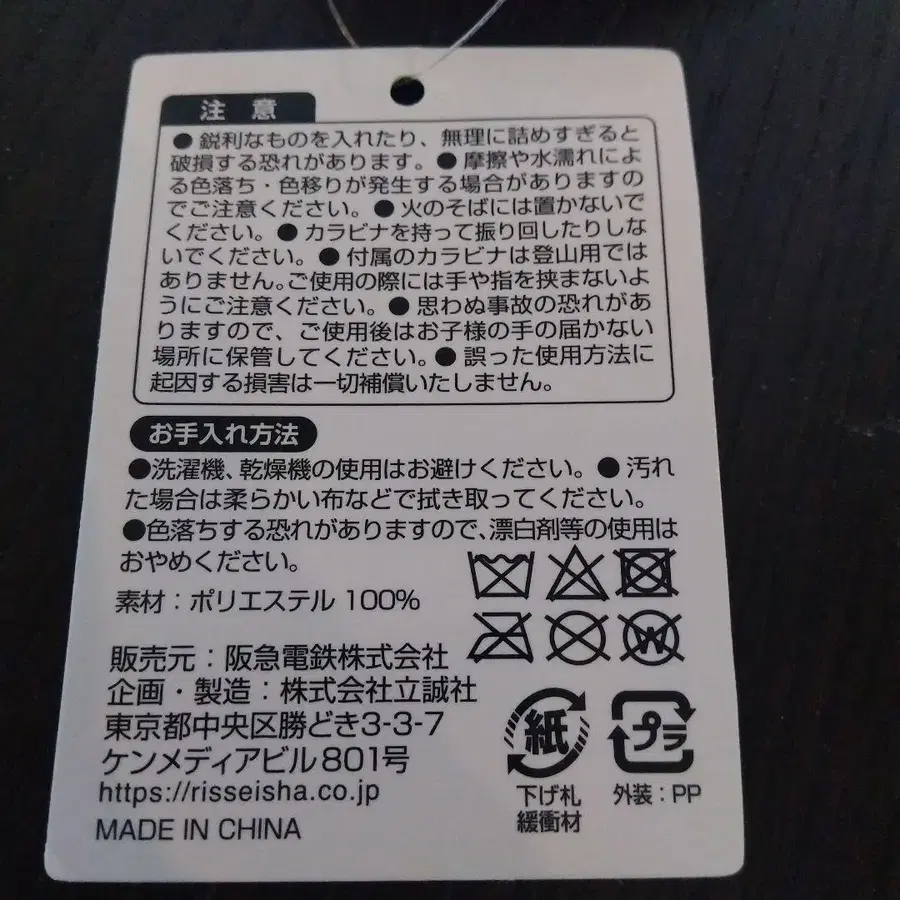 注意
●鋭利なものを入れたり、無理に詰めすぎると
破損する恐れがあります。●摩擦や水濡れによ
る色落ち・色移りが発生する場合がありますの
でご注意ください。●火のそばには置かないで
ください。●カラビナを持って振り回したりしな
いでください。●付属のカラビナは登山用では
ありません。ご使用の際には手や指を挟まないよ
うにご注意ください。●思わぬ事故の恐れがあ
りますので、ご使用後はお子様の手の届かない
場所に保管してください。●誤った使用方法に
起因する損害は一切補償いたしません。
お手入れ方法
●洗濯機、乾燥機の使用はお避けください。●汚れ
た場合は柔らかい布などで拭き取ってください。
●色落ちする恐れがありますので、漂白剤等の使用は
おやめください。
素材：ポリエステル 100%
W
販売元：阪急電鉄株式会社
企画・製造：株式会社立誠社
東京都中央区勝どき3-3-7
ケンメディアビル801号
https://risseisha.co.jp
MADE IN CHINA
紙
下げ札
緩衝材
プラ
外装：PP